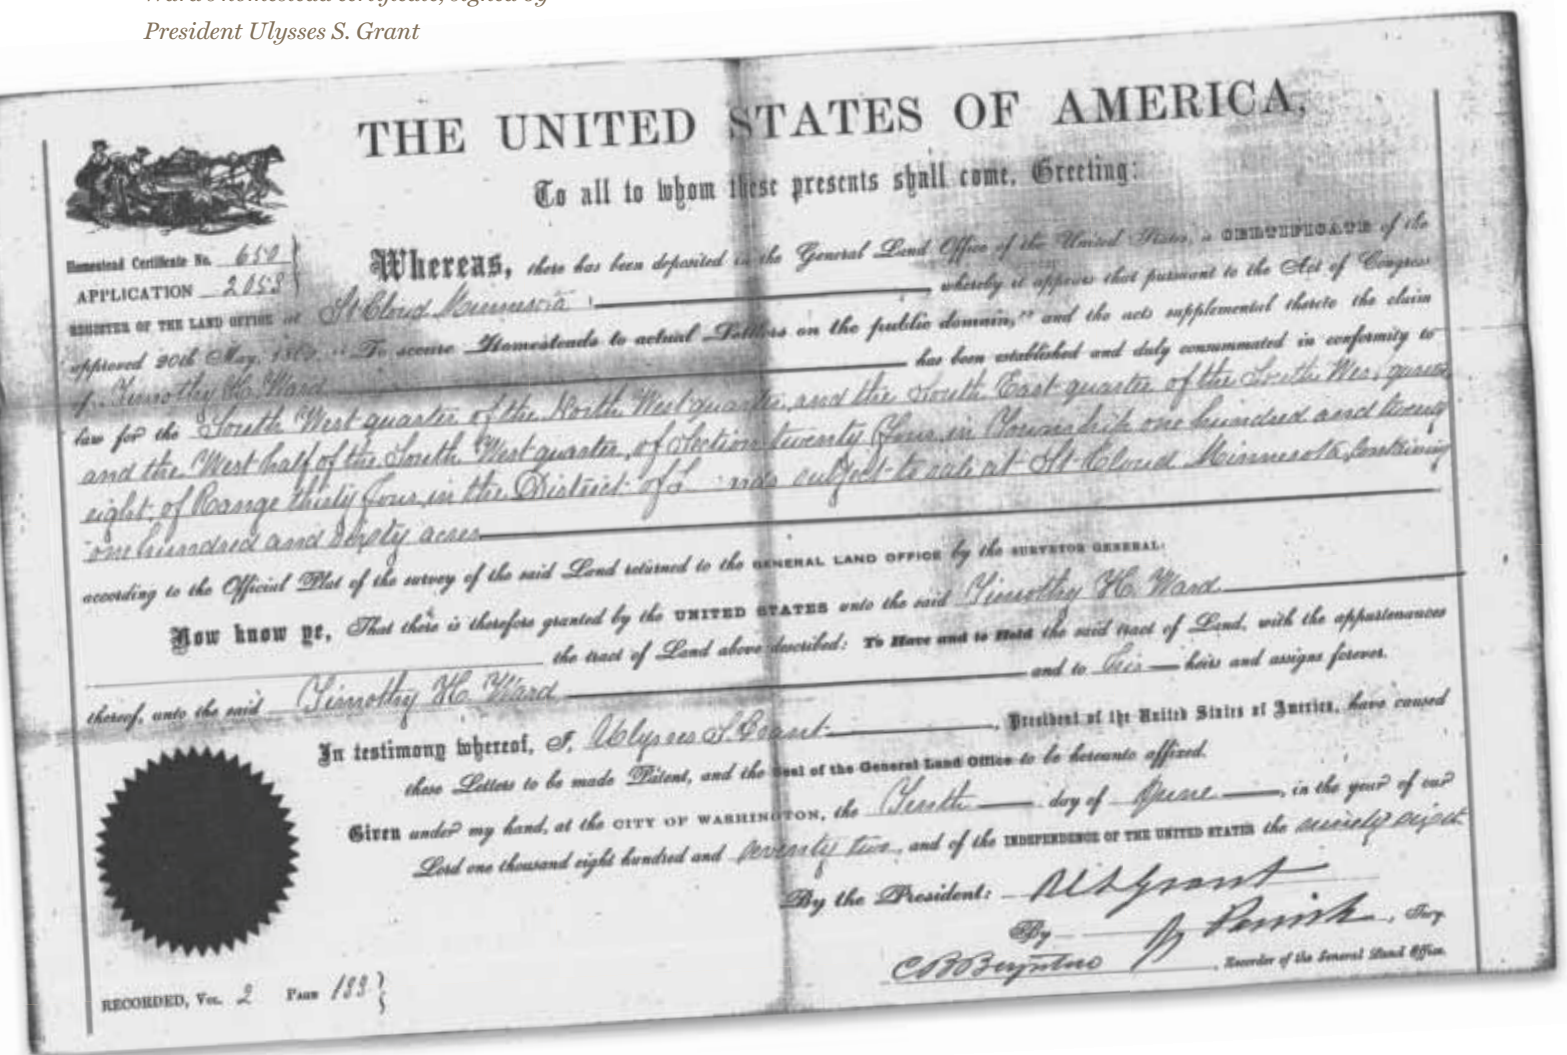 President Ulysses S. Grant
THE UNITED STATES OF AMERICA,
To all to whom these presents shall come, Greeting:
Homestead Certificate No. 650
APPLICATION 2053
Whereas, there has been deposited in the General Land Office of the United States, a CERTIFICATE of the
REGISTER OF THE LAND OFFICE at St Cloud Minnesota, whereby it appears that pursuant to the Act of Congress
approved 20th May, "To secure Homesteads to actual Settlers on the public domain," and the acts supplemental thereto the claim
of Timothy H. Ward has been established and duly consummated in conformity to
law for the South West quarter of the North West quarter, and the South East quarter of the South West quarter
and the West half of the South West quarter, of Section twenty four in Township one hundred and twenty
eight, of Range thirty four, in the District of subject to sale at St Cloud Minnesota, Containing
one hundred and sixty acres
according to the Official Plat of the survey of the said Land returned to the GENERAL LAND OFFICE by the SURVEYOR GENERAL:
Now know ye, That there is therefore granted by the UNITED STATES unto the said Timothy H. Ward
the tract of Land above described: To Have and to Hold the said tract of Land, with the appurtenances
thereof, unto the said Timothy H. Ward and to his heirs and assigns forever.
In testimony whereof, I, Ulysses S. Grant, President of the United States of America, have caused
these Letters to be made Patent, and the Seal of the General Land Office to be hereunto affixed.
Given under my hand, at the CITY OF WASHINGTON, the Tenth day of June, in the year of our
Lord one thousand eight hundred and seventy two, and of the INDEPENDENCE OF THE UNITED STATES the ninety
By the President: U S Grant
By Parrish, Secy.
Recorder of the General Land Office.
RECORDED, Vol. 2 Page 133